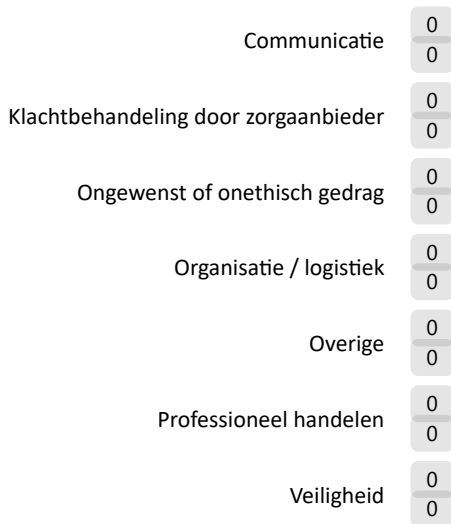 Communicatie
0
0
Klachtbehandeling door zorgaanbieder
0
0
Ongewenst of onethisch gedrag
0
0
Organisatie / logistiek
0
0
Overige
0
0
Professioneel handelen
0
0
Veiligheid
0
0